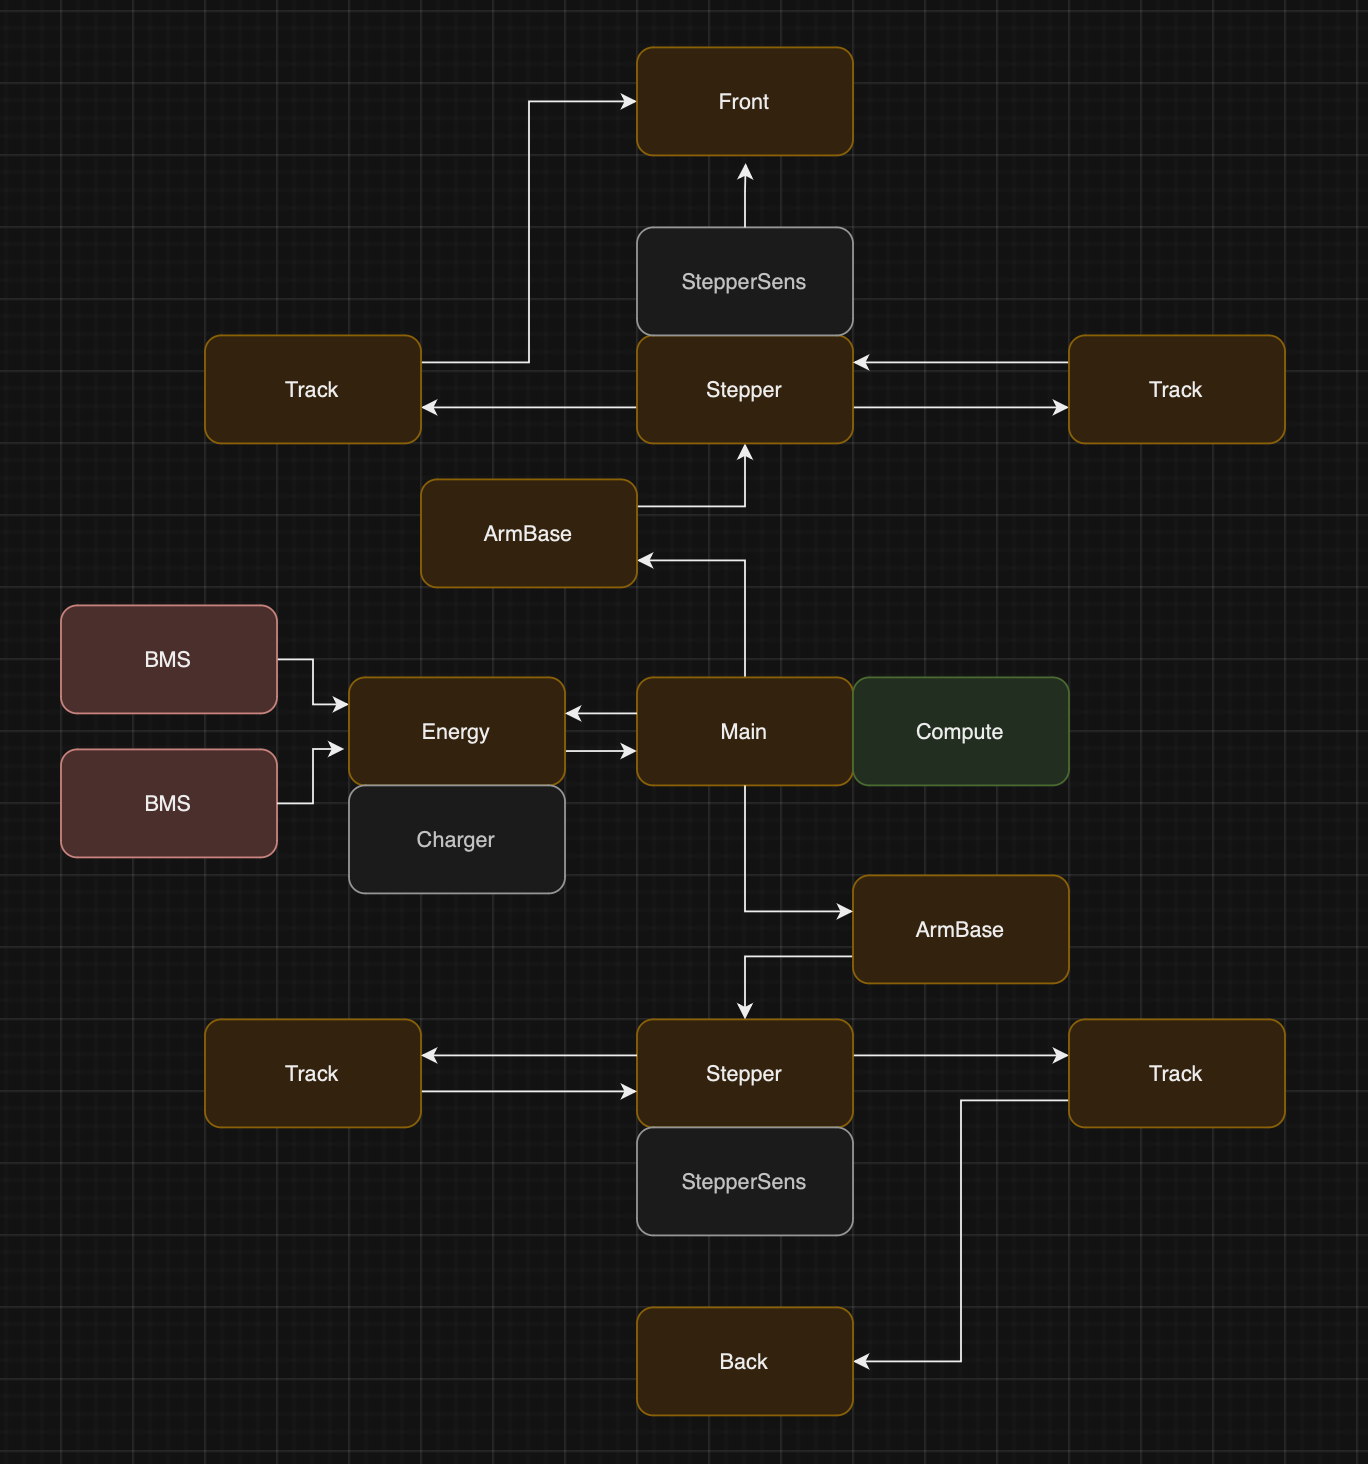 Front
StepperSens
Track
Stepper
Track
ArmBase
BMS
Energy
Main
Compute
BMS
Charger
ArmBase
Track
Stepper
Track
StepperSens
Back